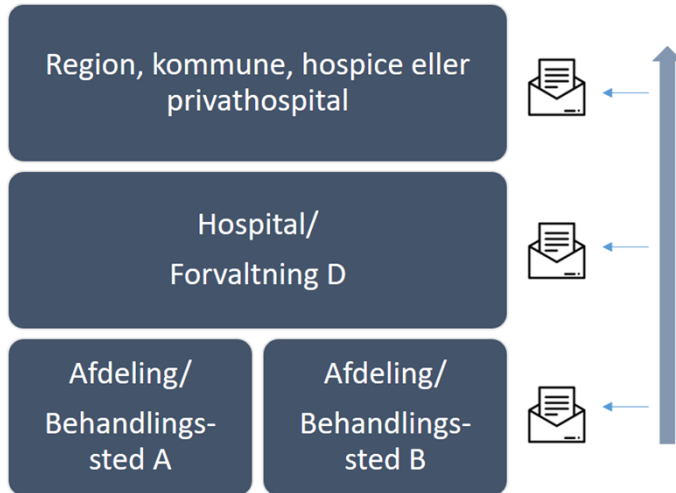 Region, kommune, hospice eller
privathospital
Hospital/
Forvaltning D
Afdeling/
Behandlings-
sted A
Afdeling/
Behandlings-
sted B